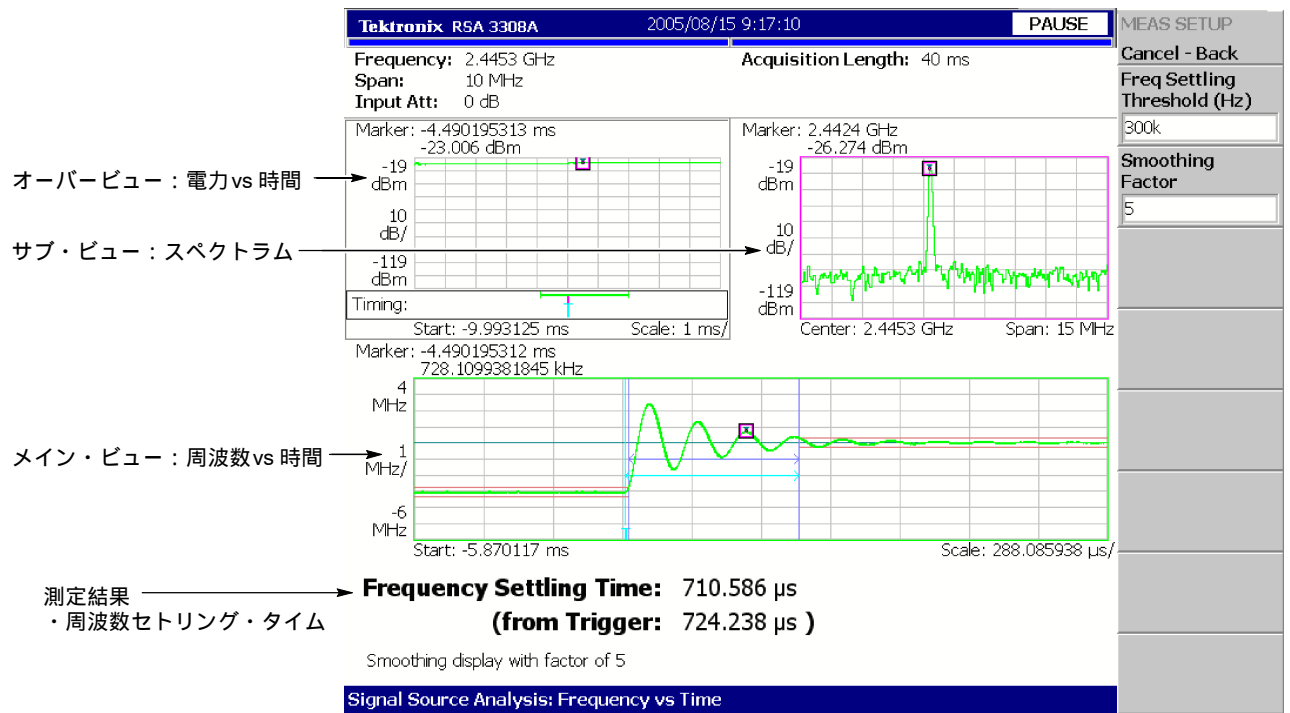 Tektronix RSA 3308A 2005/08/15 9:17:10 PAUSE
Frequency: 2.4453 GHz
Span: 10 MHz
Input Att: 0 dB
Acquisition Length: 40 ms
MEAS SETUP
Cancel - Back
Freq Settling
Threshold (Hz)
300k
Smoothing
Factor
5
オーバービュー：電力vs 時間
サブ・ビュー：スペクトラム
メイン・ビュー：周波数vs 時間
測定結果
・周波数セトリング・タイム
Marker: -4.490195313 ms
-23.006 dBm
-19
dBm
10
dB/
-119
dBm
Timing:
Start: -9.993125 ms Scale: 1 ms/
Marker: 2.4424 GHz
-26.274 dBm
-19
dBm
10
dB/
-119
dBm
Center: 2.4453 GHz Span: 15 MHz
Marker: -4.490195312 ms
728.1099381845 kHz
4
MHz
1
MHz/
-6
MHz
Start: -5.870117 ms Scale: 288.085938 µs/
Frequency Settling Time: 710.586 µs
(from Trigger: 724.238 µs )
Smoothing display with factor of 5
Signal Source Analysis: Frequency vs Time